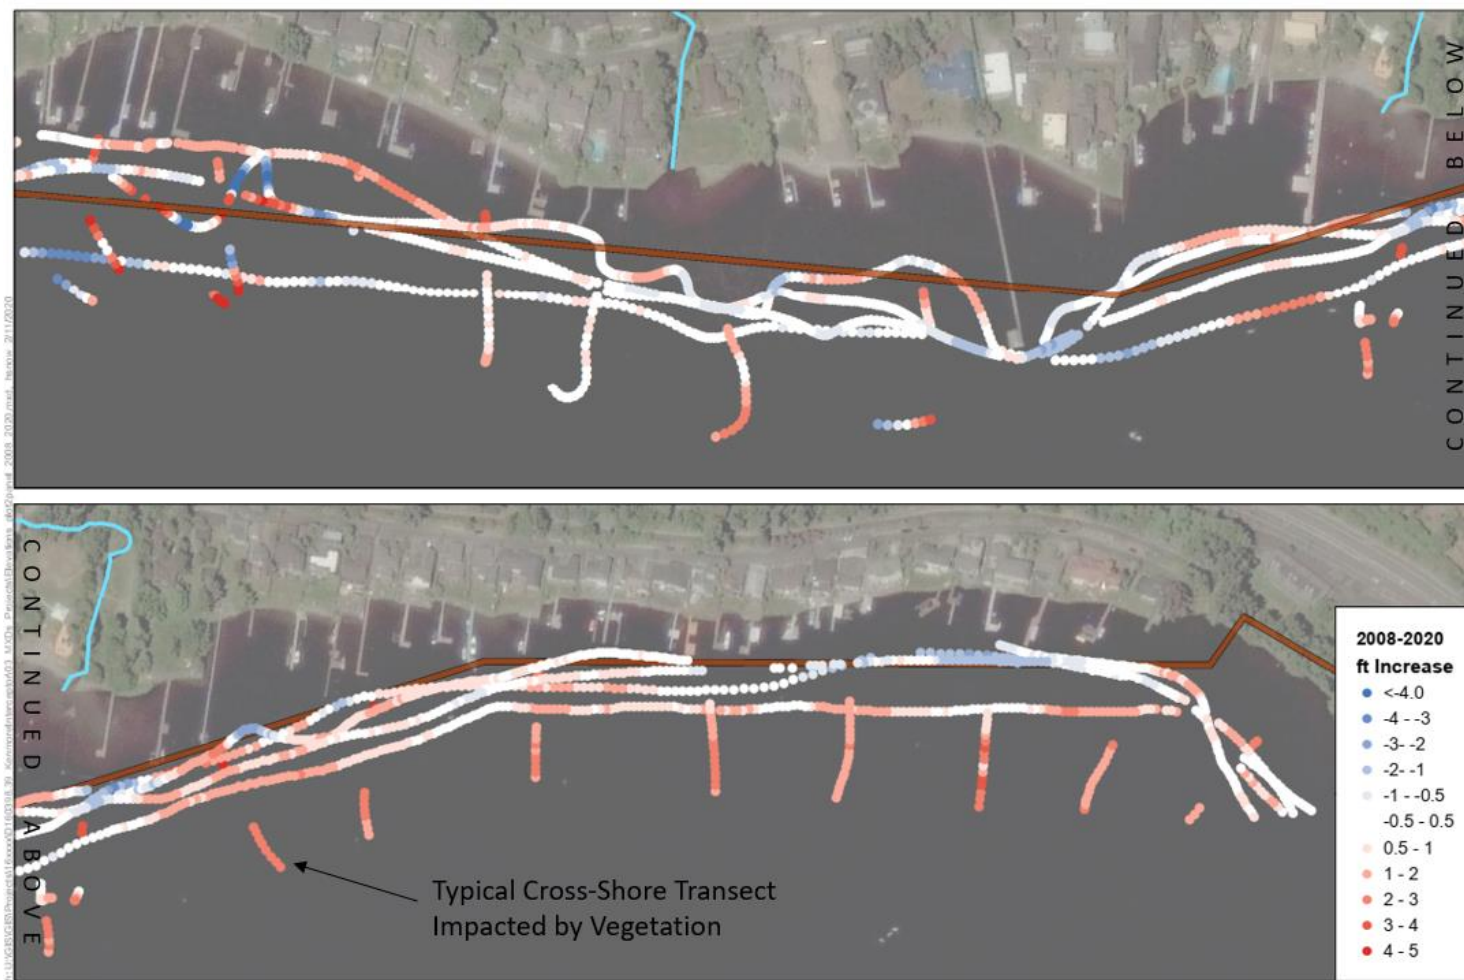 CONTINUED BELOW
CONTINUED ABOVE
Typical Cross-Shore Transect
Impacted by Vegetation
2008-2020
ft Increase
<-4.0
-4 - -3
-3- -2
-2- -1
-1 - -0.5
-0.5 - 0.5
0.5 - 1
1 - 2
2 - 3
3 - 4
4 - 5